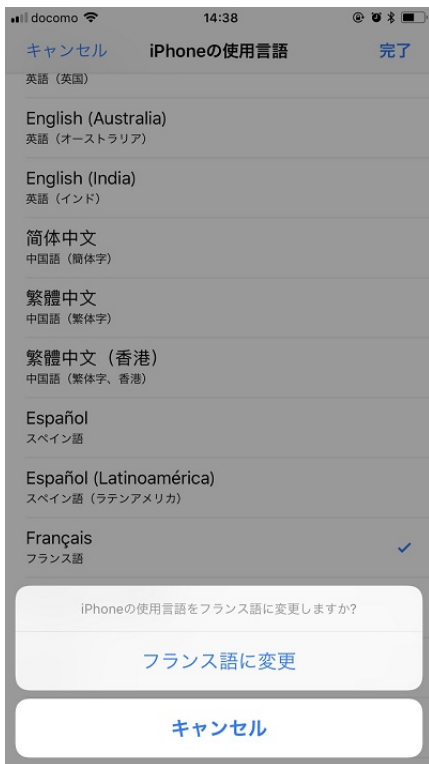 docomo 14:38
キャンセル iPhoneの使用言語 完了
英語（英国）
English (Australia)
英語（オーストラリア）
English (India)
英語（インド）
简体中文
中国語（簡体字）
繁體中文
中国語（繁体字）
繁體中文（香港）
中国語（繁体字、香港）
Español
スペイン語
Español (Latinoamérica)
スペイン語（ラテンアメリカ）
Français
フランス語
iPhoneの使用言語をフランス語に変更しますか?
フランス語に変更
キャンセル